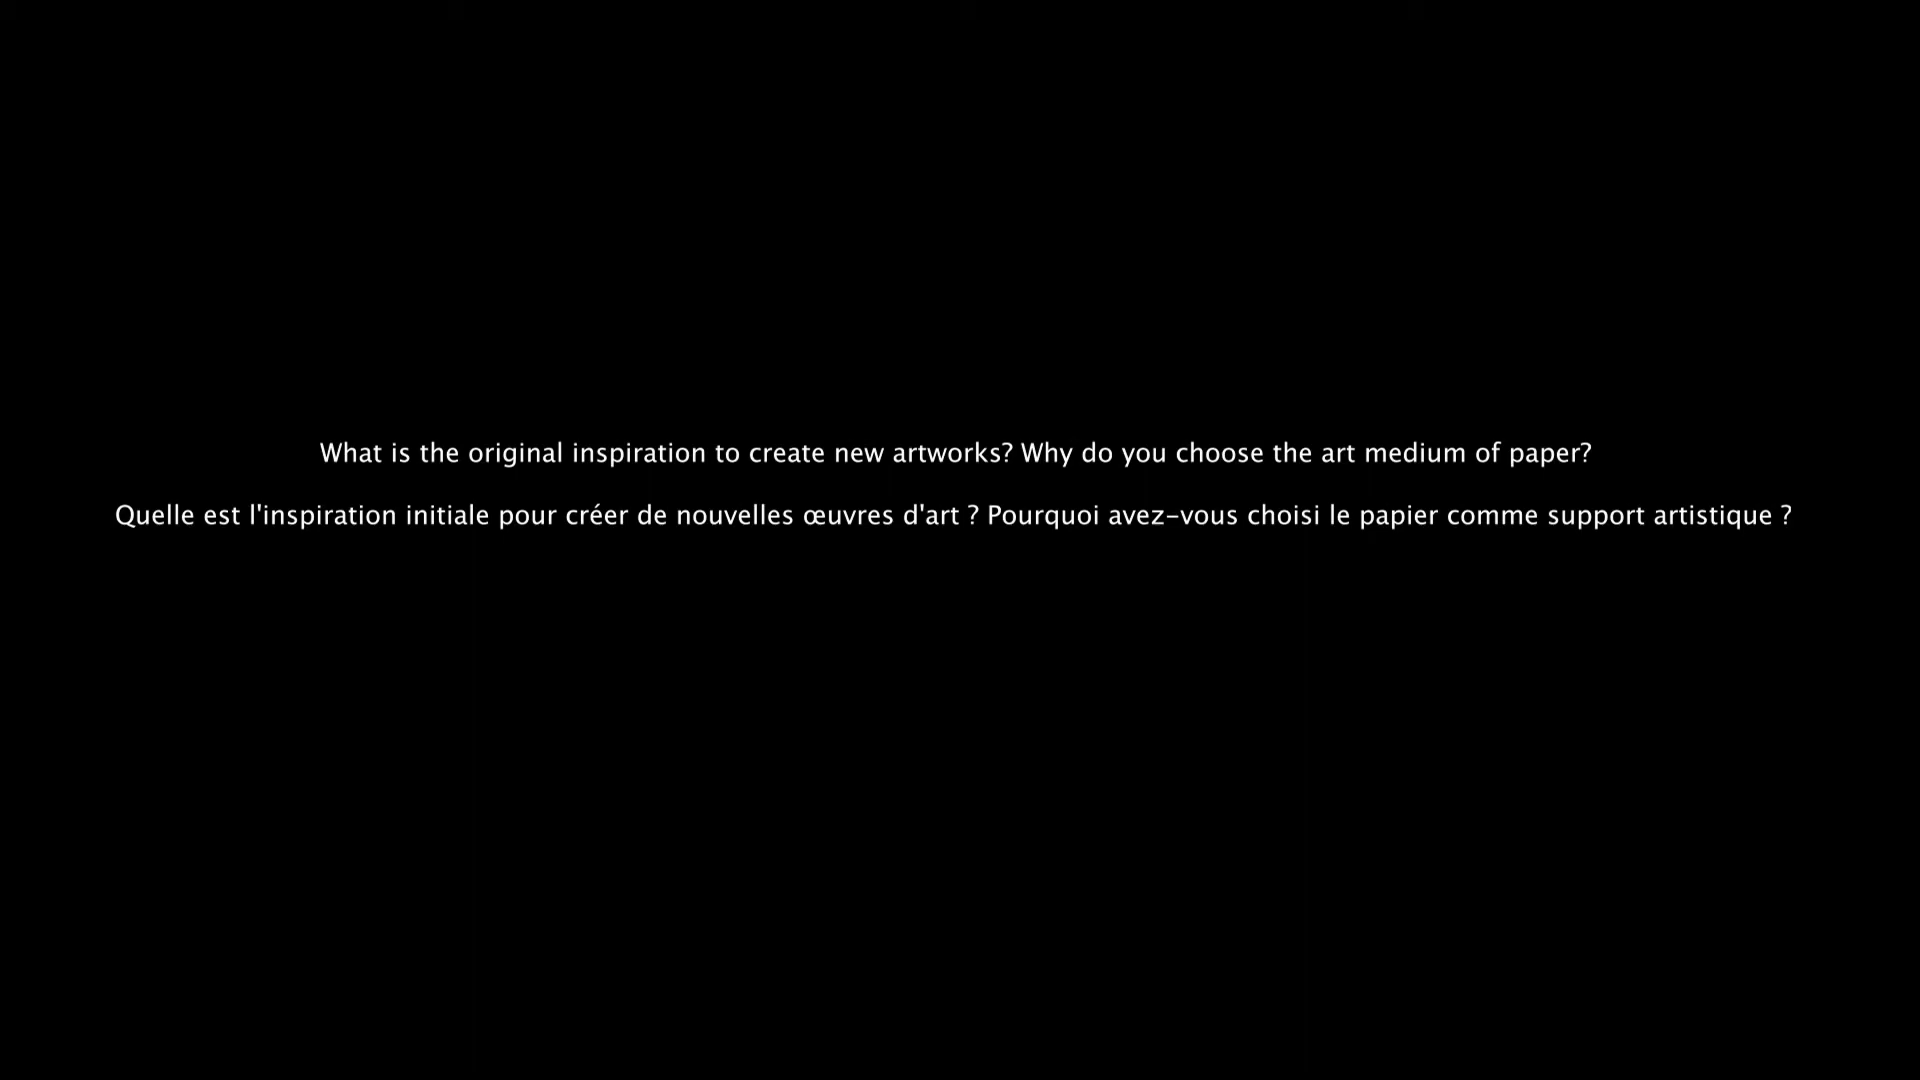 What is the original inspiration to create new artworks? Why do you choose the art medium of paper?
Quelle est l'inspiration initiale pour créer de nouvelles œuvres d'art ? Pourquoi avez-vous choisi le papier comme support artistique ?